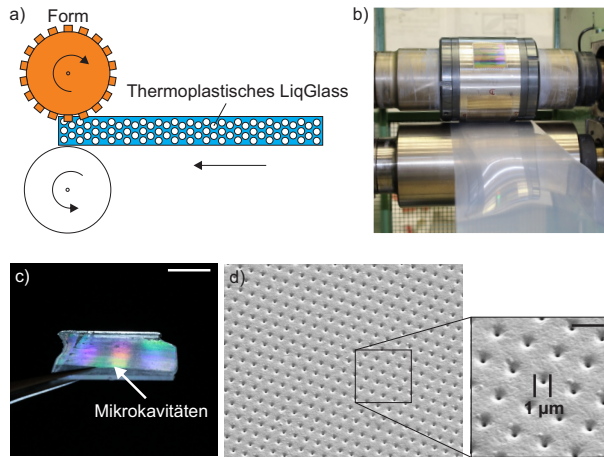 a)
Form
Thermoplastisches LiqGlass
b)
c)
Mikrokavitäten
d)
1 µm